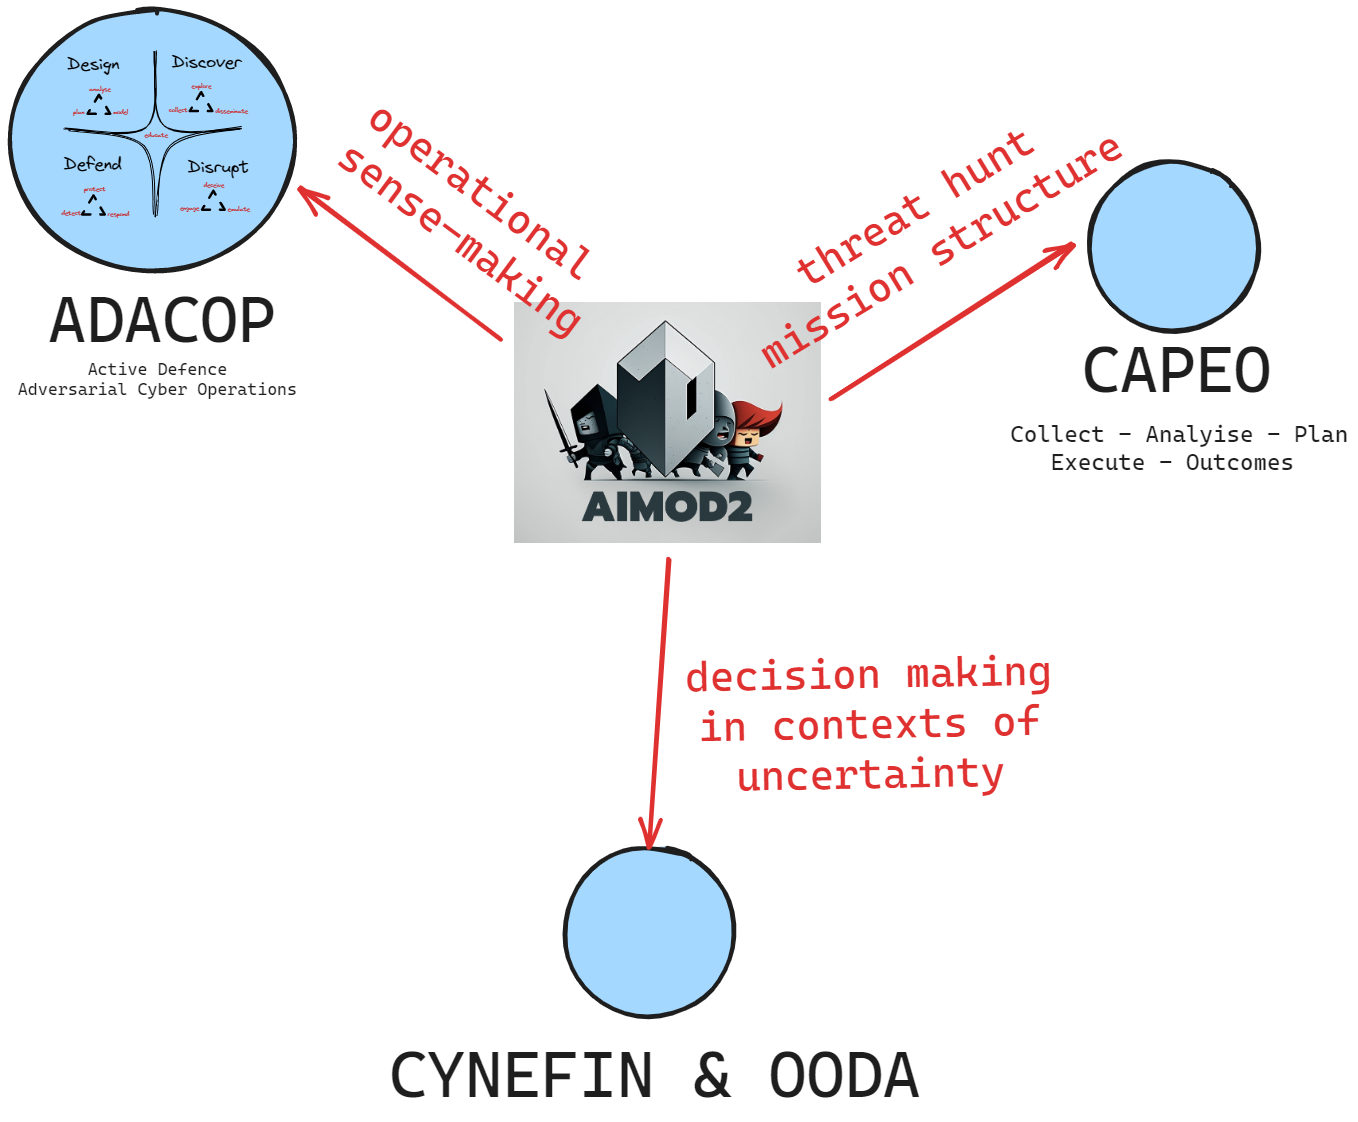 Design
analyse
plan
model
Discover
explore
collect
disseminate
educate
Defend
protect
detect
respond
Disrupt
deceive
engage
emulate
ADACOP
Active Defence
Adversarial Cyber Operations
operational
sense-making
threat hunt
mission structure
CAPEO
Collect - Analyise - Plan
Execute - Outcomes
AIMOD2
decision making
in contexts of
uncertainty
CYNEFIN & OODA